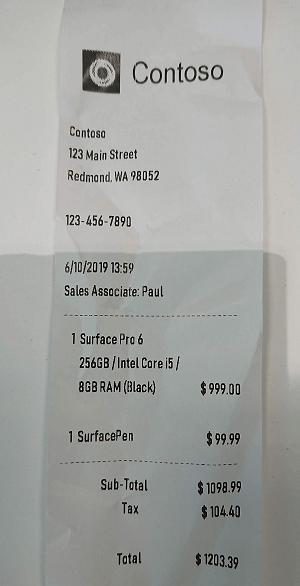 Contoso
Contoso
123 Main Street
Redmond, WA 98052
123-456-7890
6/10/2019 13:59
Sales Associate: Paul
1 Surface Pro 6
256GB / Intel Core i5 /
8GB RAM (Black) $ 999.00
1 SurfacePen $ 99.99
Sub-Total $ 1098.99
Tax $ 104.40
Total $ 1203.39